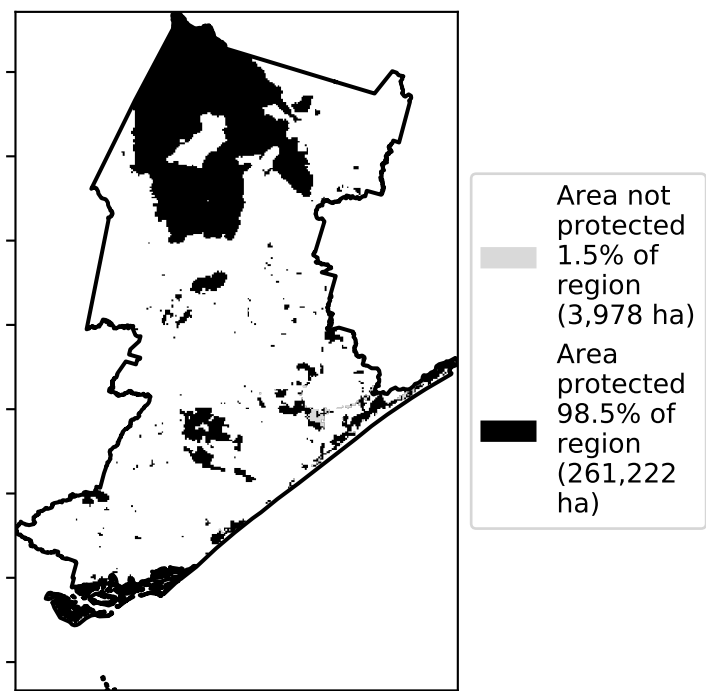 Area not
protected
1.5% of
region
(3,978 ha)
Area
protected
98.5% of
region
(261,222
ha)